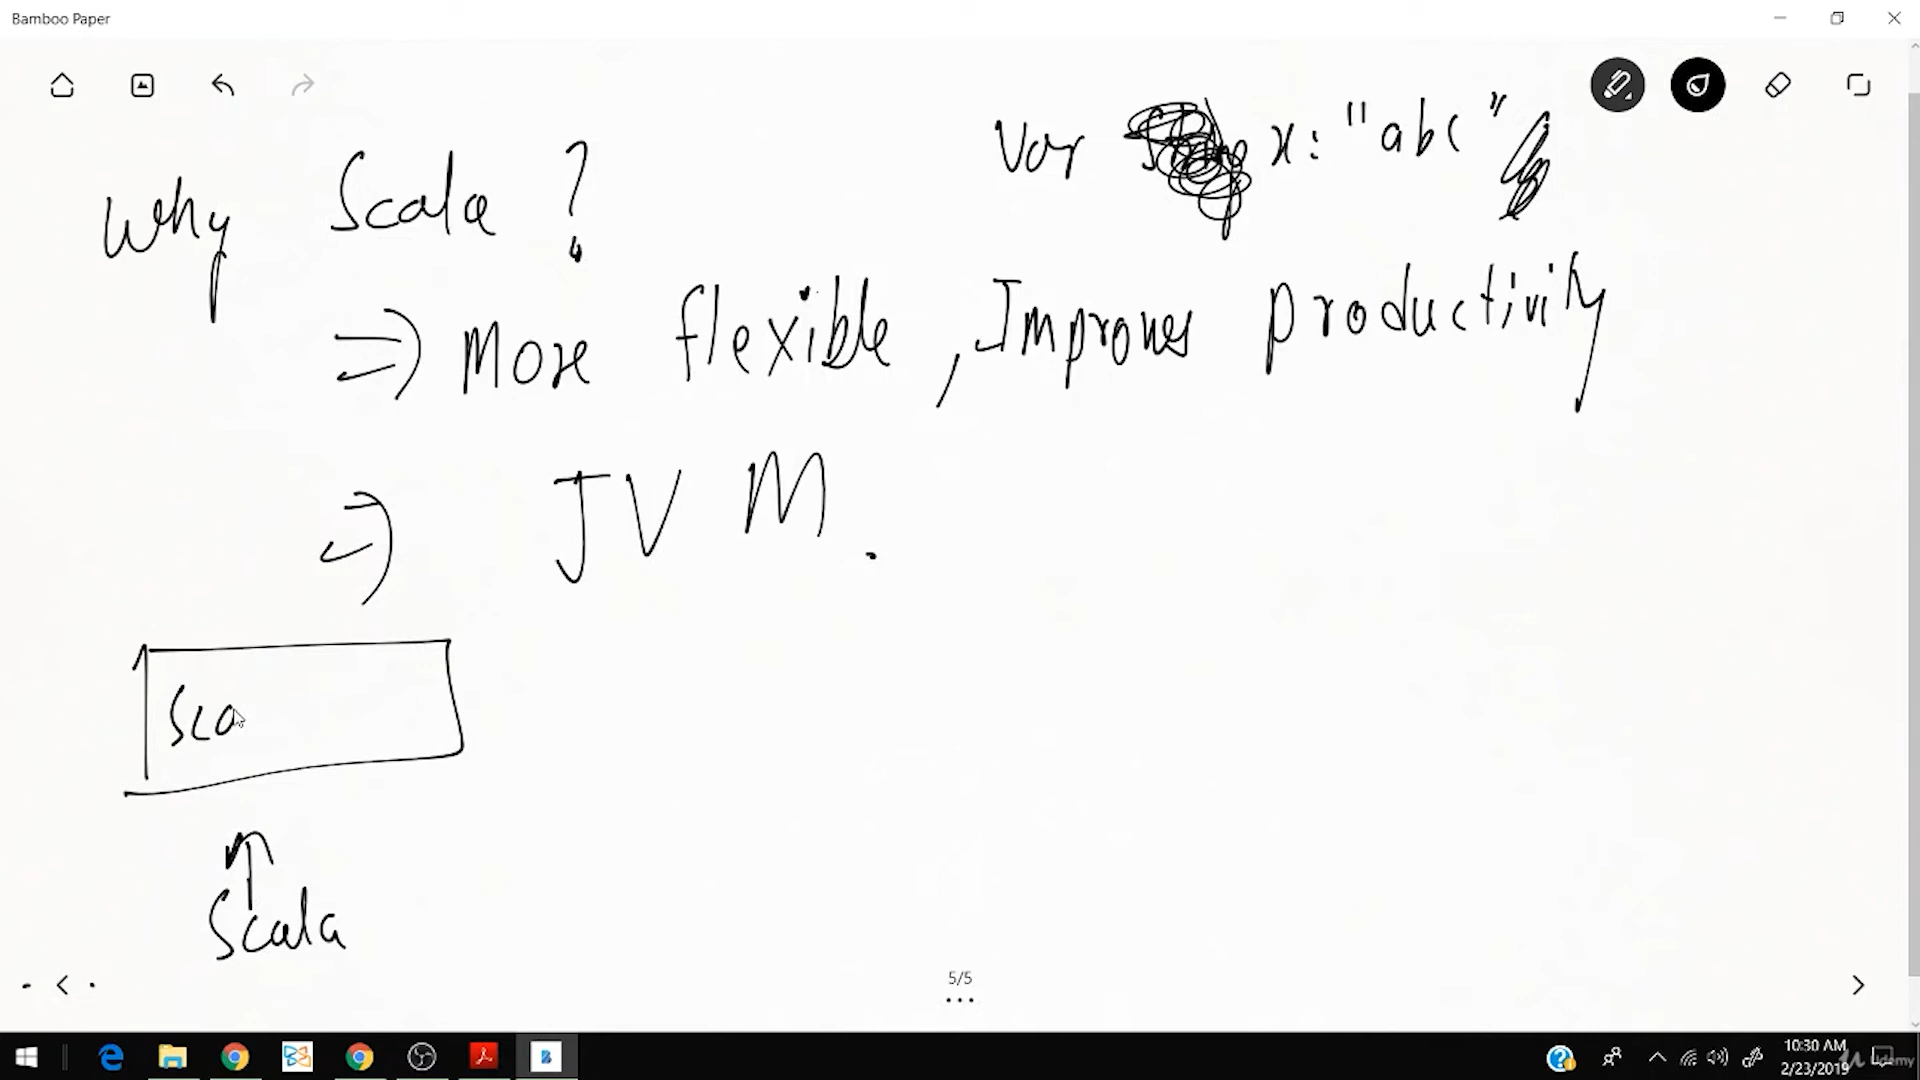 Bamboo Paper
Var x: "abc"
Why Scala ?
=> More flexible , Improves productivity
=> JVM .
Sca
Scala
5/5
10:30 AM
2/23/2019
Udemy